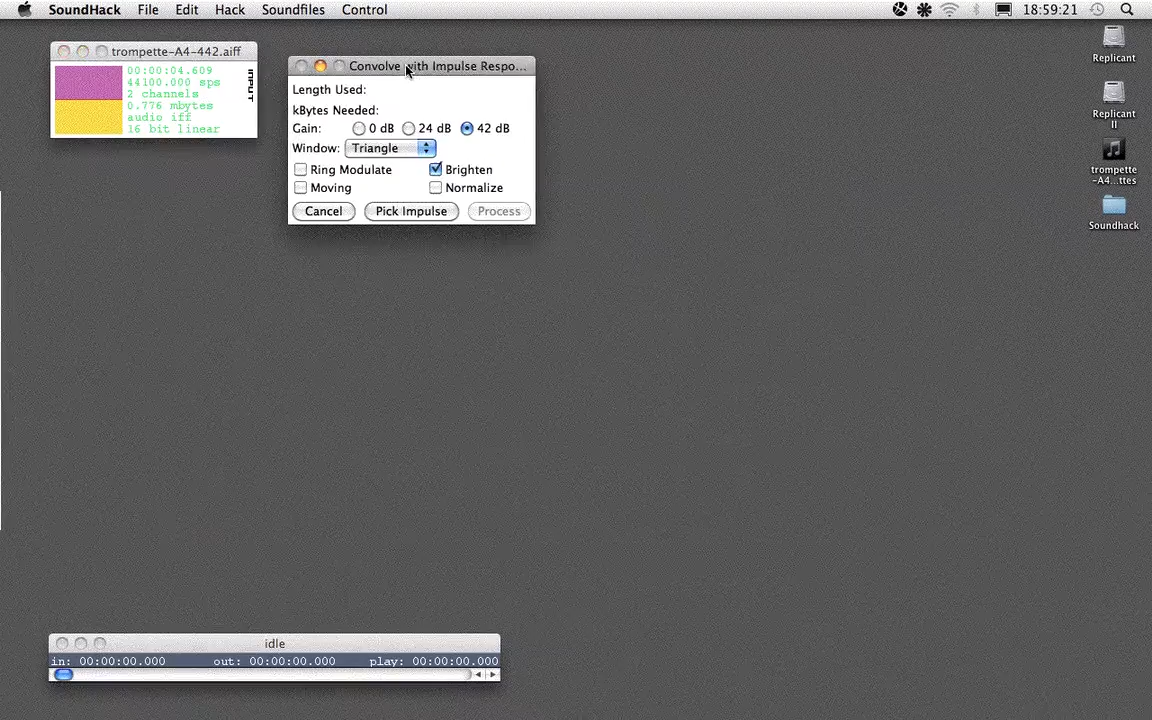 SoundHack File Edit Hack Soundfiles Control 18:59:21
trompette-A4-442.aiff
00:00:04.609
44100.000 sps
2 channels
0.776 mbytes
audio iff
16 bit linear
INPUT
Convolve with Impulse Respo...
Length Used:
kBytes Needed:
Gain: 0 dB 24 dB 42 dB
Window: Triangle
Ring Modulate Brighten
Moving Normalize
Cancel Pick Impulse Process
Replicant
Replicant
II
trompette
-A4...ttes
Soundhack
idle
in: 00:00:00.000 out: 00:00:00.000 play: 00:00:00.000